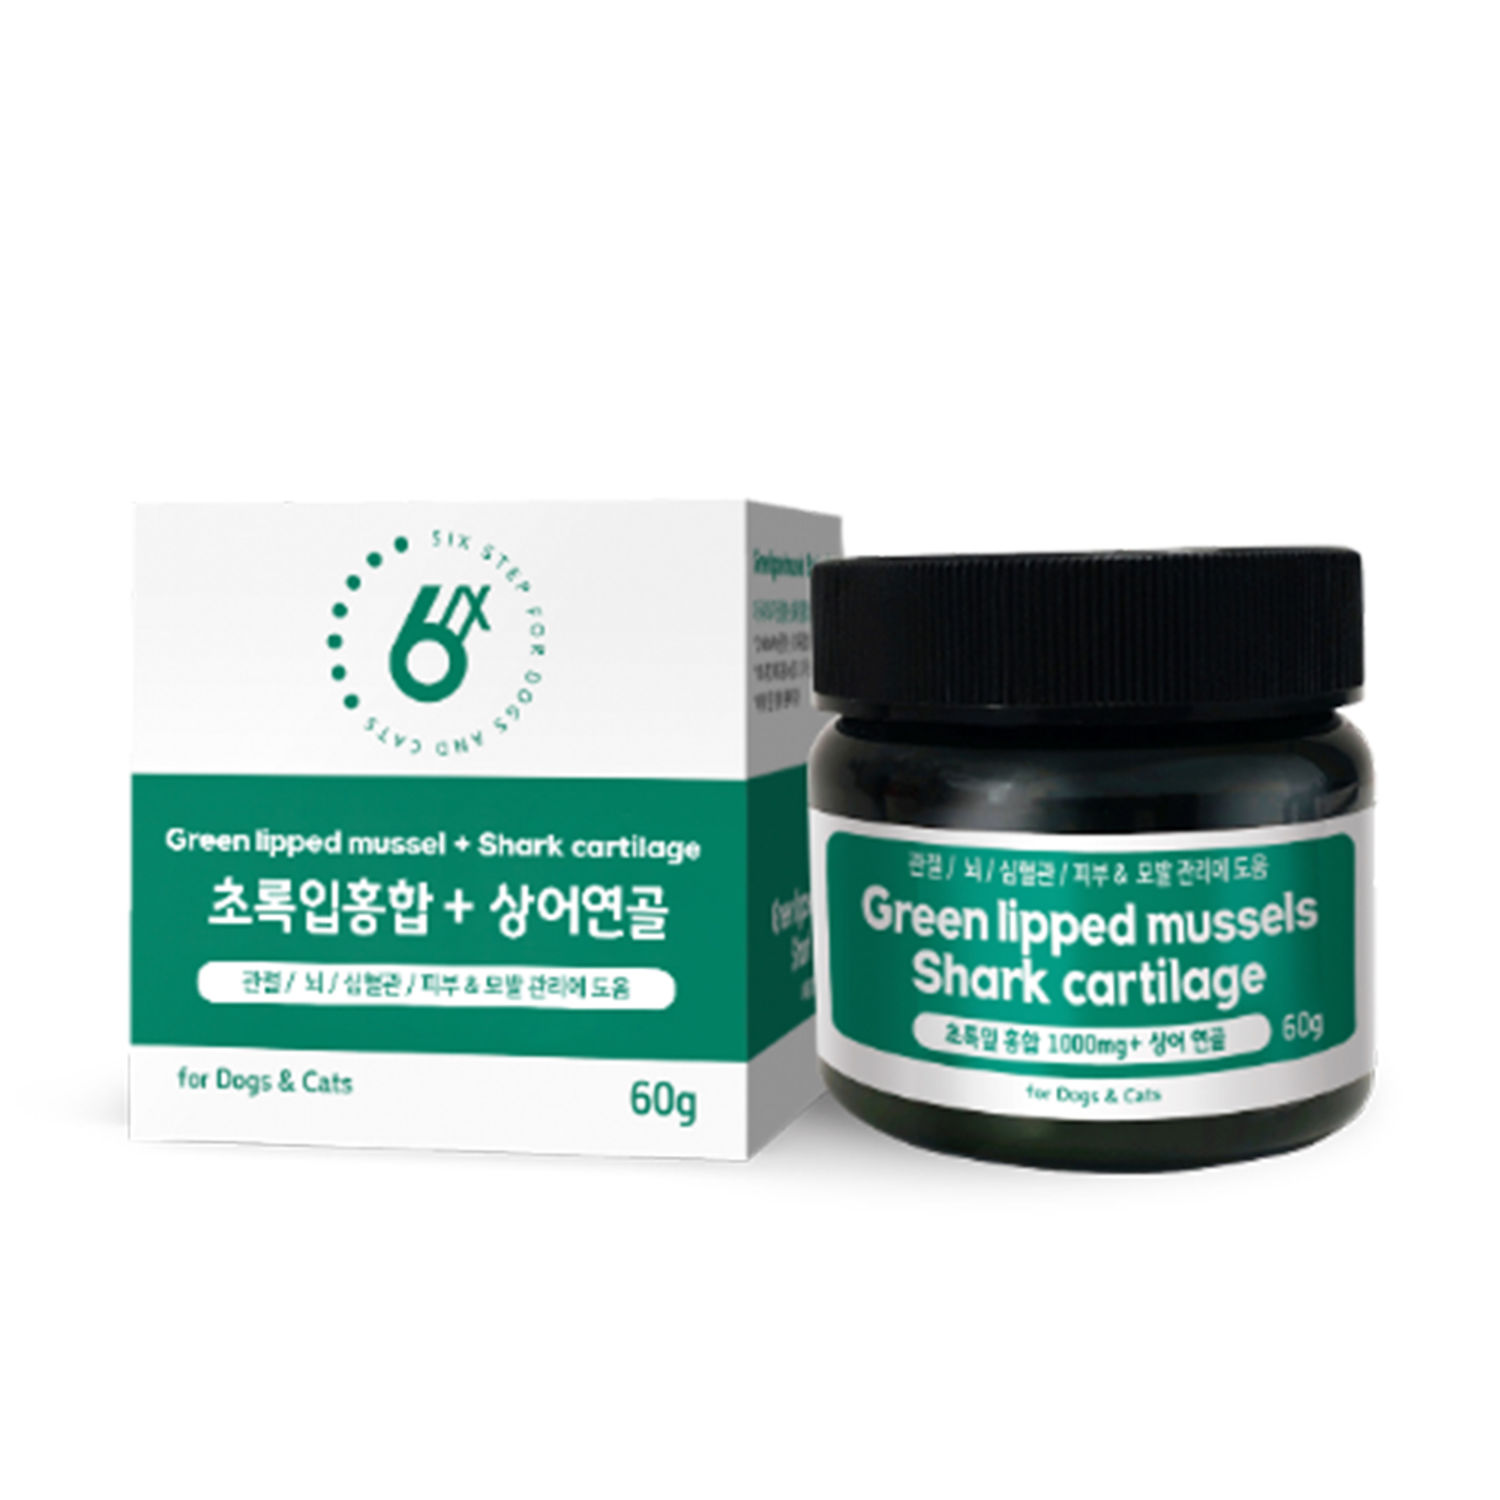 SIX STEP FOR DOGS AND CATS
6IX
Green lipped mussel + Shark cartilage
초록입홍합 + 상어연골
관절 / 뇌 / 심혈관 / 피부 & 모발 관리에 도움
for Dogs & Cats
60g
관절 / 뇌 / 심혈관 / 피부 & 모발 관리에 도움
Green lipped mussels
Shark cartilage
초록입 홍합 1000mg+ 상어 연골
60g
for Dogs & Cats